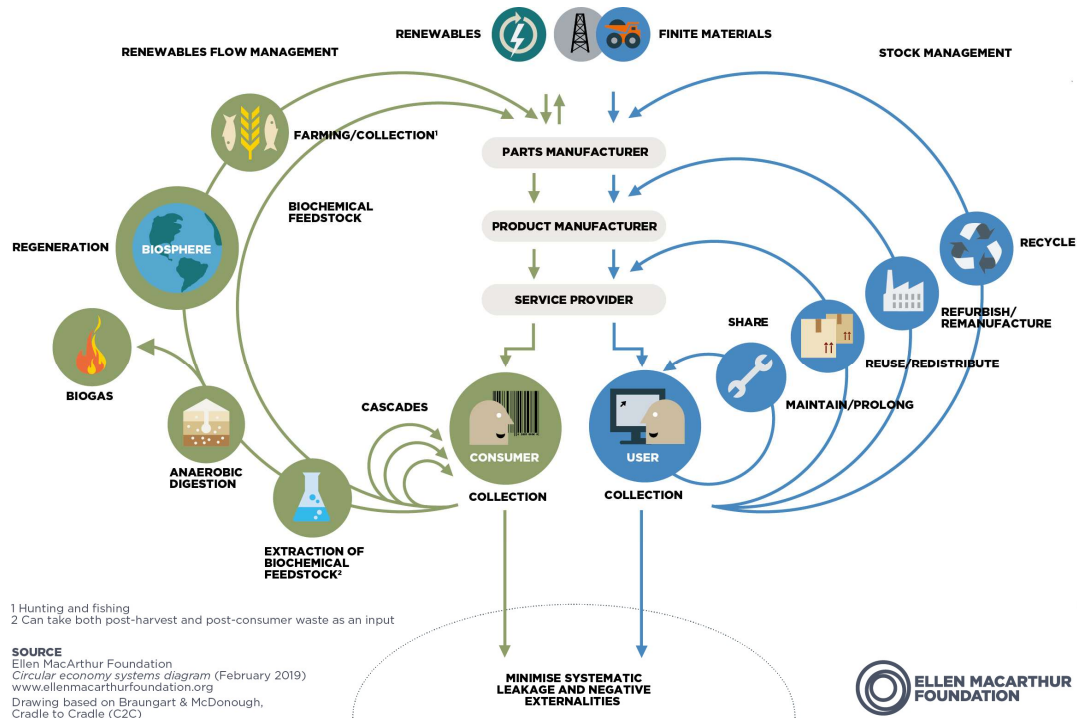 RENEWABLES
FINITE MATERIALS
RENEWABLES FLOW MANAGEMENT
STOCK MANAGEMENT
FARMING/COLLECTION¹
PARTS MANUFACTURER
BIOCHEMICAL
FEEDSTOCK
PRODUCT MANUFACTURER
REGENERATION
BIOSPHERE
RECYCLE
SERVICE PROVIDER
SHARE
REFURBISH/
REMANUFACTURE
REUSE/REDISTRIBUTE
BIOGAS
MAINTAIN/PROLONG
CASCADES
CONSUMER
USER
ANAEROBIC
DIGESTION
COLLECTION
COLLECTION
EXTRACTION OF
BIOCHEMICAL
FEEDSTOCK²
1 Hunting and fishing
2 Can take both post-harvest and post-consumer waste as an input
SOURCE
Ellen MacArthur Foundation
Circular economy systems diagram (February 2019)
www.ellenmacarthurfoundation.org
Drawing based on Braungart & McDonough,
Cradle to Cradle (C2C)
MINIMISE SYSTEMATIC
LEAKAGE AND NEGATIVE
EXTERNALITIES
ELLEN MACARTHUR
FOUNDATION